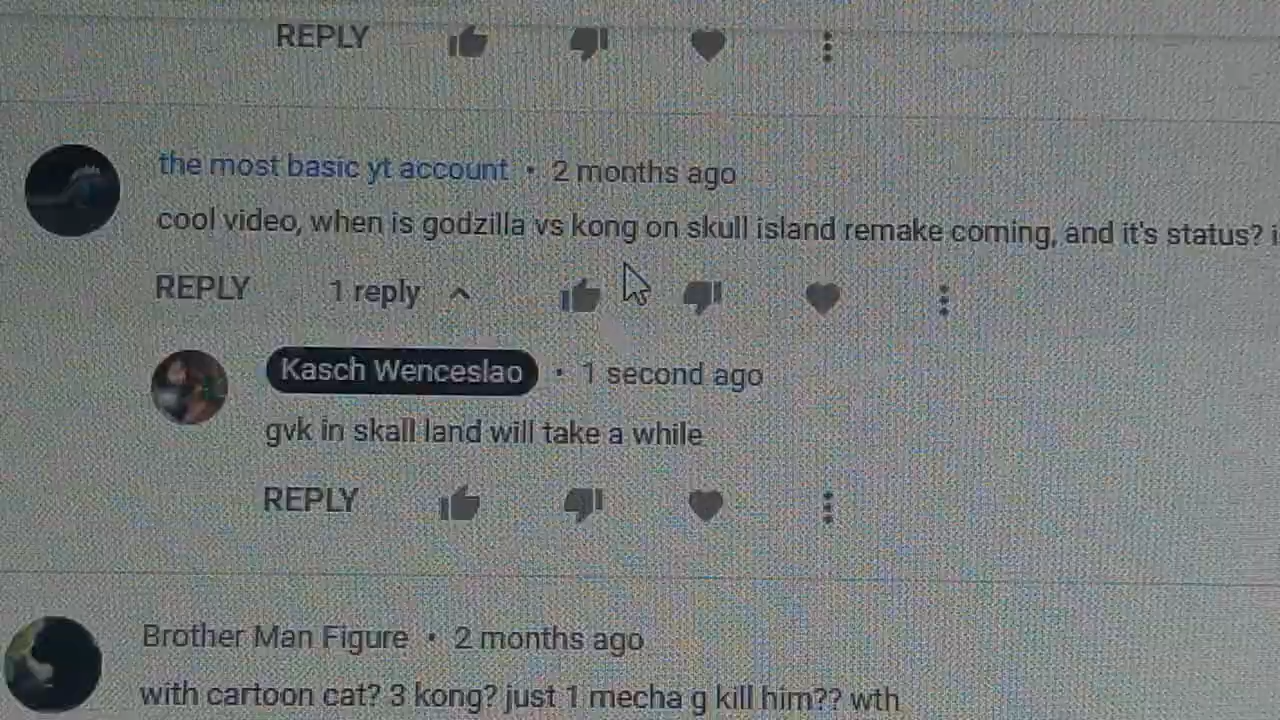 REPLY
the most basic yt account • 2 months ago
cool video, when is godzilla vs kong on skull island remake coming, and it's status?
REPLY 1 reply
Kasch Wenceslao • 1 second ago
gvk in skall land will take a while
REPLY
Brother Man Figure • 2 months ago
with cartoon cat? 3 kong? just 1 mecha g kill him?? wth